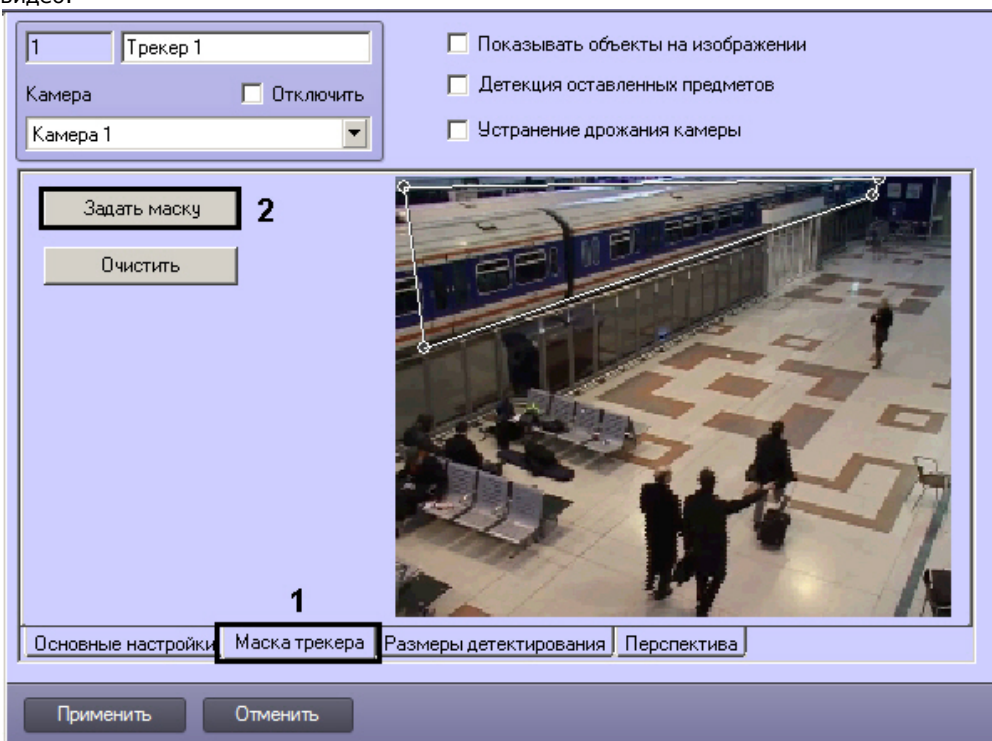 видео.
1 Трекер 1
Показывать объекты на изображении
Детекция оставленных предметов
Камера Отключить
Камера 1
Устранение дрожания камеры
Задать маску 2
Очистить
1
Основные настройки Маска трекера Размеры детектирования Перспектива
Применить Отменить